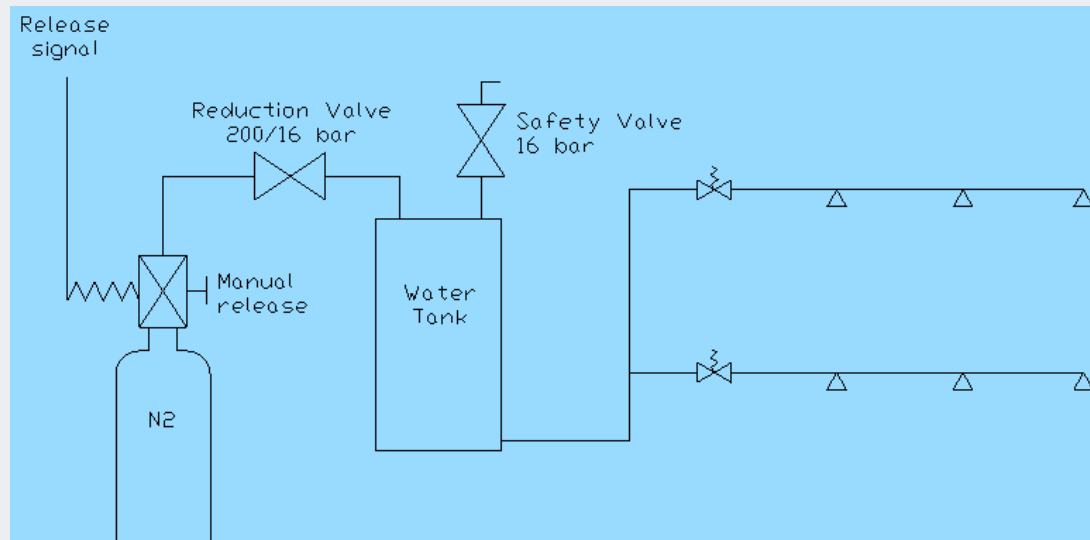 Release
signal
Reduction Valve
200/16 bar
Safety Valve
16 bar
Manual
release
Water
Tank
N2